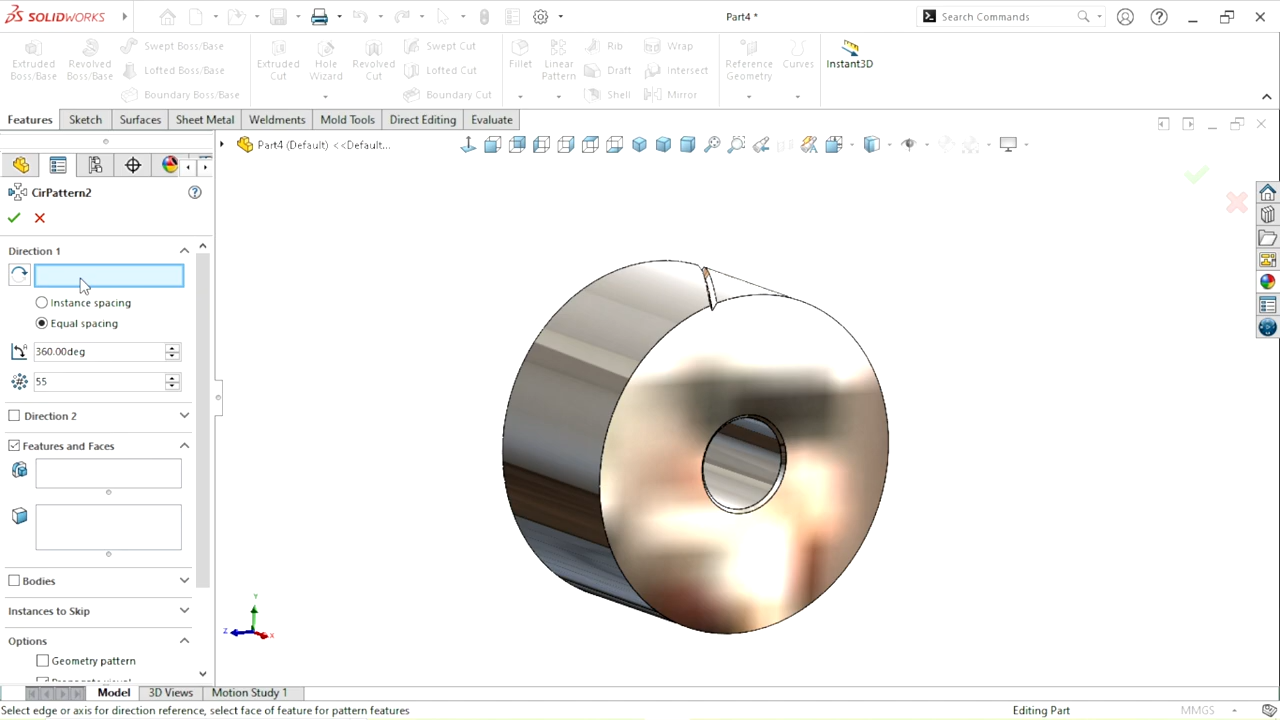 SOLIDWORKS
Part4 *
Search Commands
Extruded Boss/Base
Revolved Boss/Base
Swept Boss/Base
Lofted Boss/Base
Boundary Boss/Base
Extruded Cut
Hole Wizard
Revolved Cut
Swept Cut
Lofted Cut
Boundary Cut
Fillet
Linear Pattern
Rib
Draft
Shell
Wrap
Intersect
Mirror
Reference Geometry
Curves
Instant3D
Features
Sketch
Surfaces
Sheet Metal
Weldments
Mold Tools
Direct Editing
Evaluate
Part4 (Default) <<Default...
CirPattern2
Direction 1
Instance spacing
Equal spacing
360.00deg
55
Direction 2
Features and Faces
Bodies
Instances to Skip
Options
Geometry pattern
Y
Z
X
Model
3D Views
Motion Study 1
Select edge or axis for direction reference, select face of feature for pattern features
Editing Part
MMGS